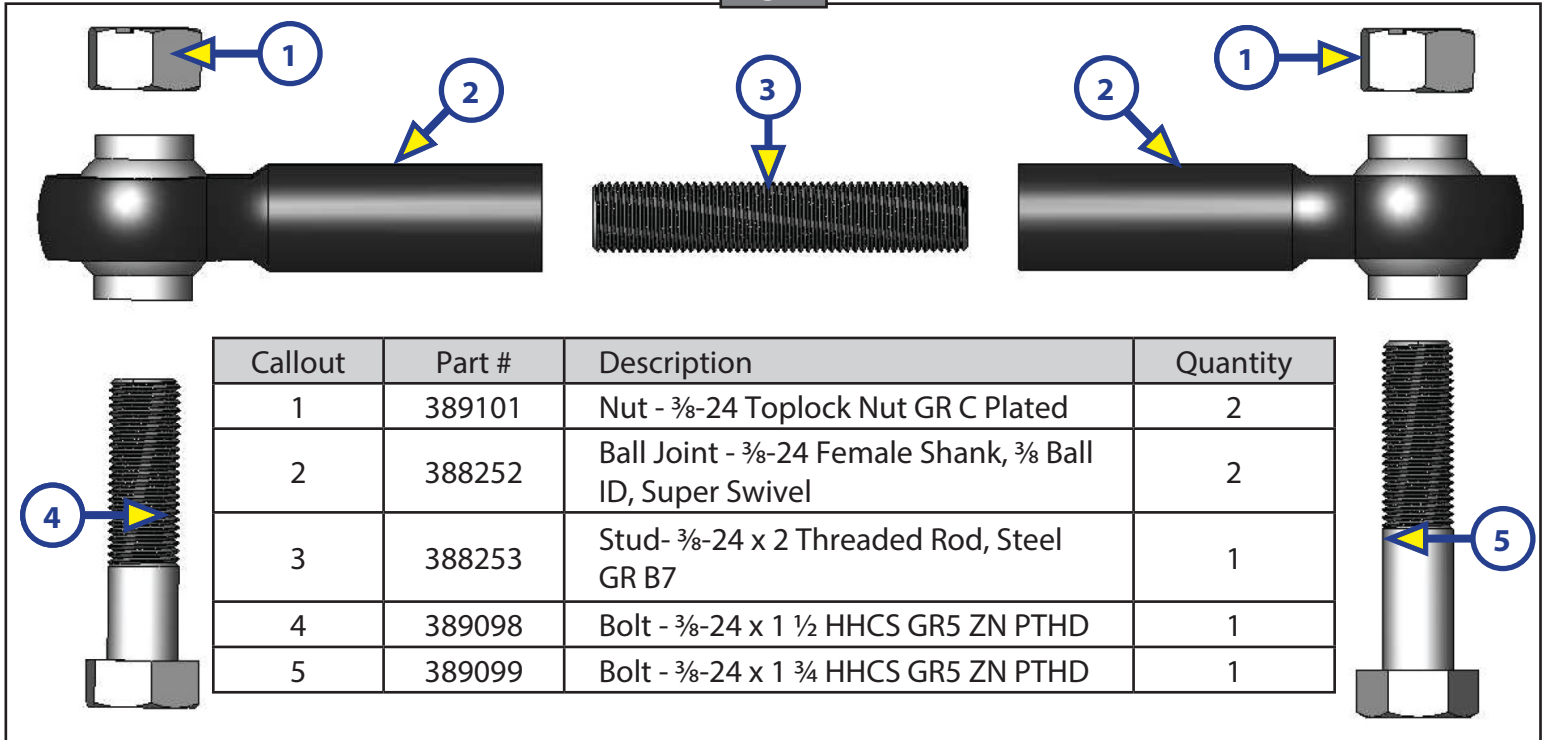 1
1
2
3
2
Callout Part # Description Quantity
1 389101 Nut - ⅜-24 Toplock Nut GR C Plated 2
2 388252 Ball Joint - ⅜-24 Female Shank, ⅜ Ball
ID, Super Swivel 2
3 388253 Stud- ⅜-24 x 2 Threaded Rod, Steel
GR B7 1
4 389098 Bolt - ⅜-24 x 1 ½ HHCS GR5 ZN PTHD 1
5 389099 Bolt - ⅜-24 x 1 ¾ HHCS GR5 ZN PTHD 1
4
5